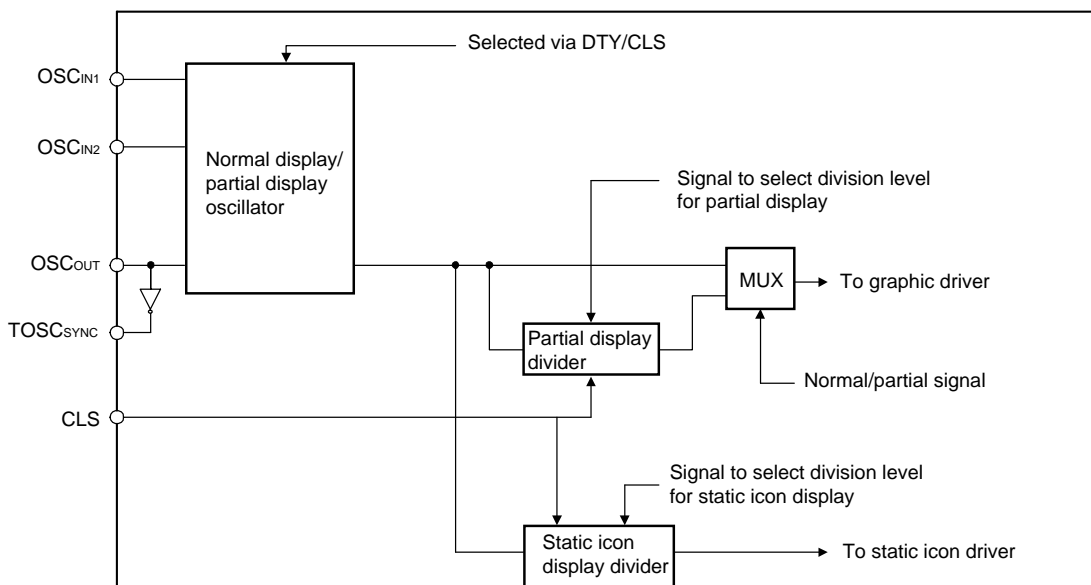 Selected via DTY/CLS
OSCIN1
OSCIN2
Normal display/
partial display
oscillator
Signal to select division level
for partial display
OSCOUT
MUX
To graphic driver
TOSCSYNC
Partial display
divider
Normal/partial signal
CLS
Signal to select division level
for static icon display
Static icon
display divider
To static icon driver